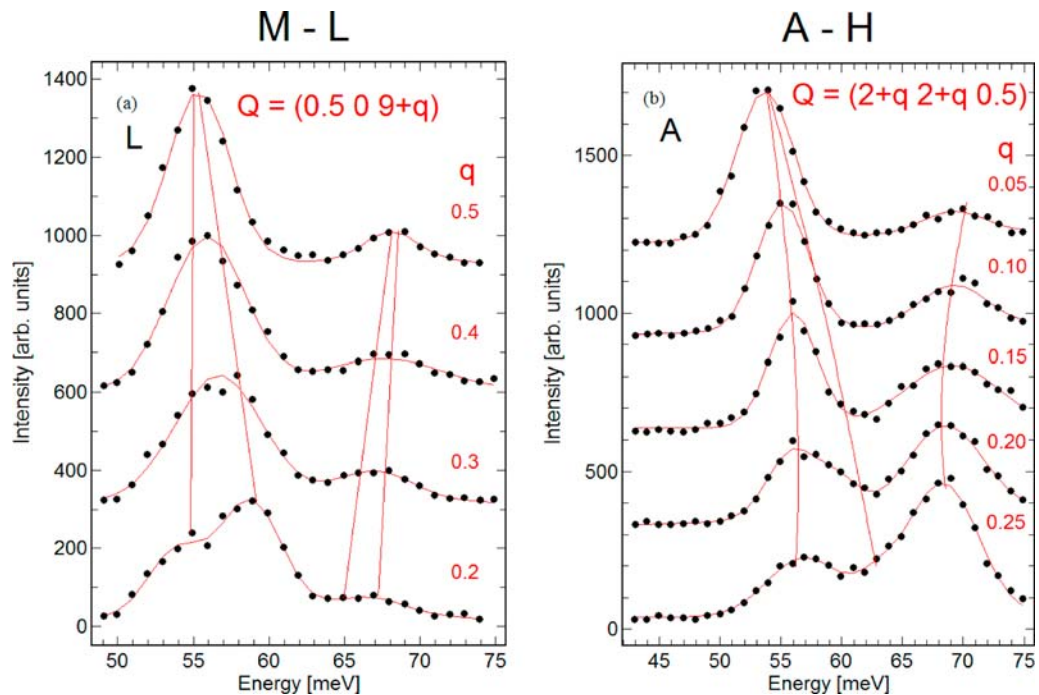 M - L
A - H
(a)
Q = (0.5 0 9+q)
L
q
0.5
0.4
0.3
0.2
1400
1200
1000
800
600
400
200
0
Intensity [arb. units]
50 55 60 65 70 75
Energy [meV]
(b)
Q = (2+q 2+q 0.5)
A
q
0.05
0.10
0.15
0.20
0.25
1500
1000
500
0
Intensity [arb. units]
45 50 55 60 65 70 75
Energy [meV]